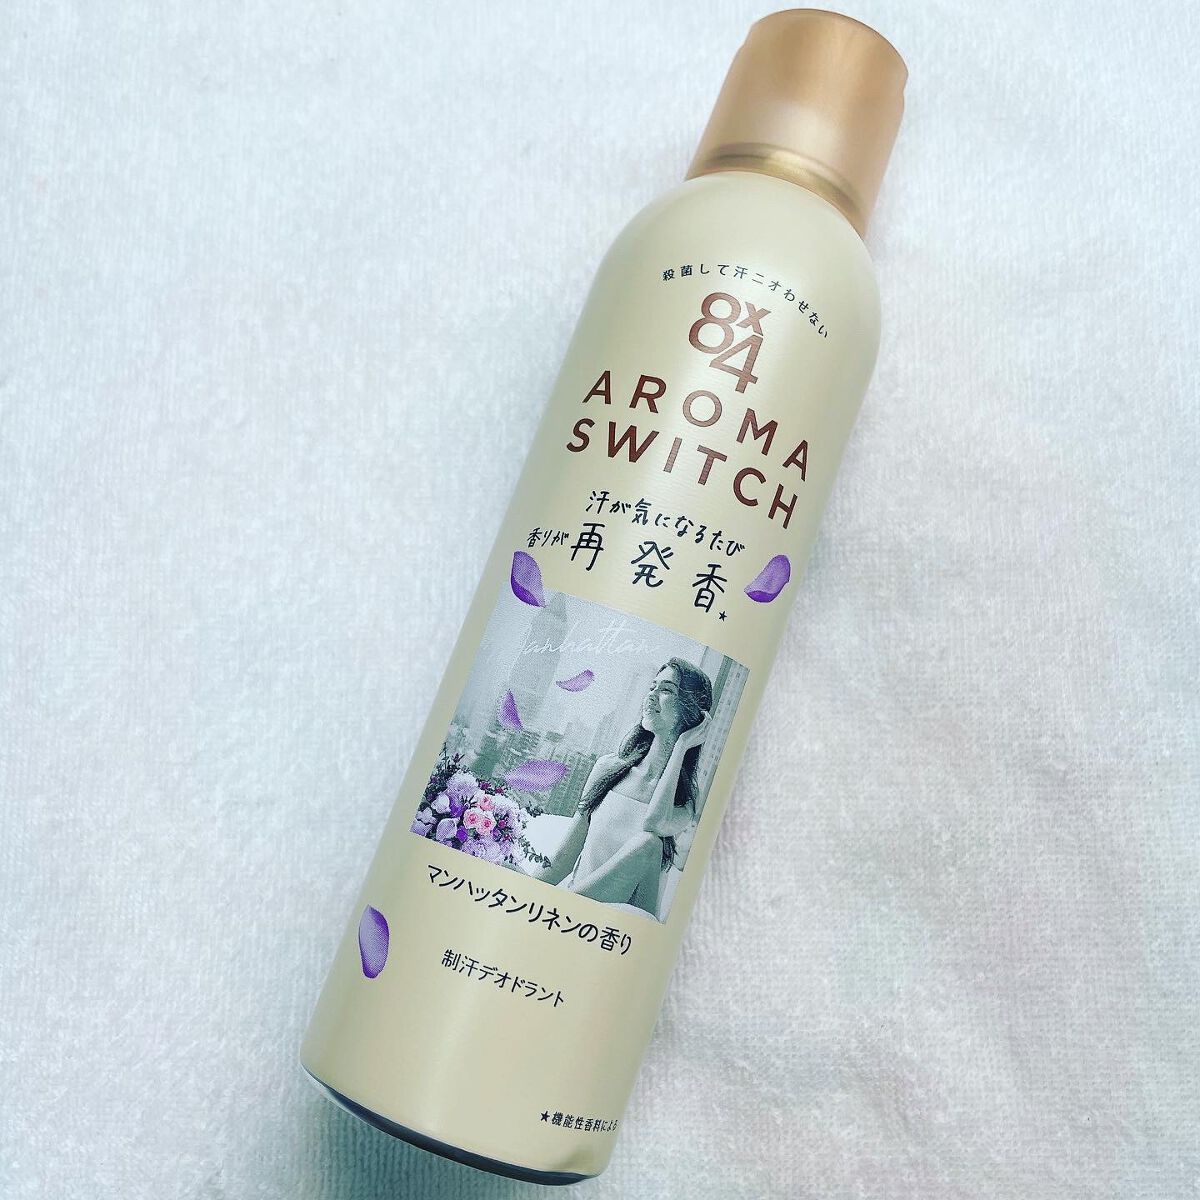 殺菌して汗ニオわせない
8x4
AROMA
SWITCH
汗が気になるたび
香りが再発香★
Manhattan
マンハッタンリネンの香り
制汗デオドラント
★機能性香料による